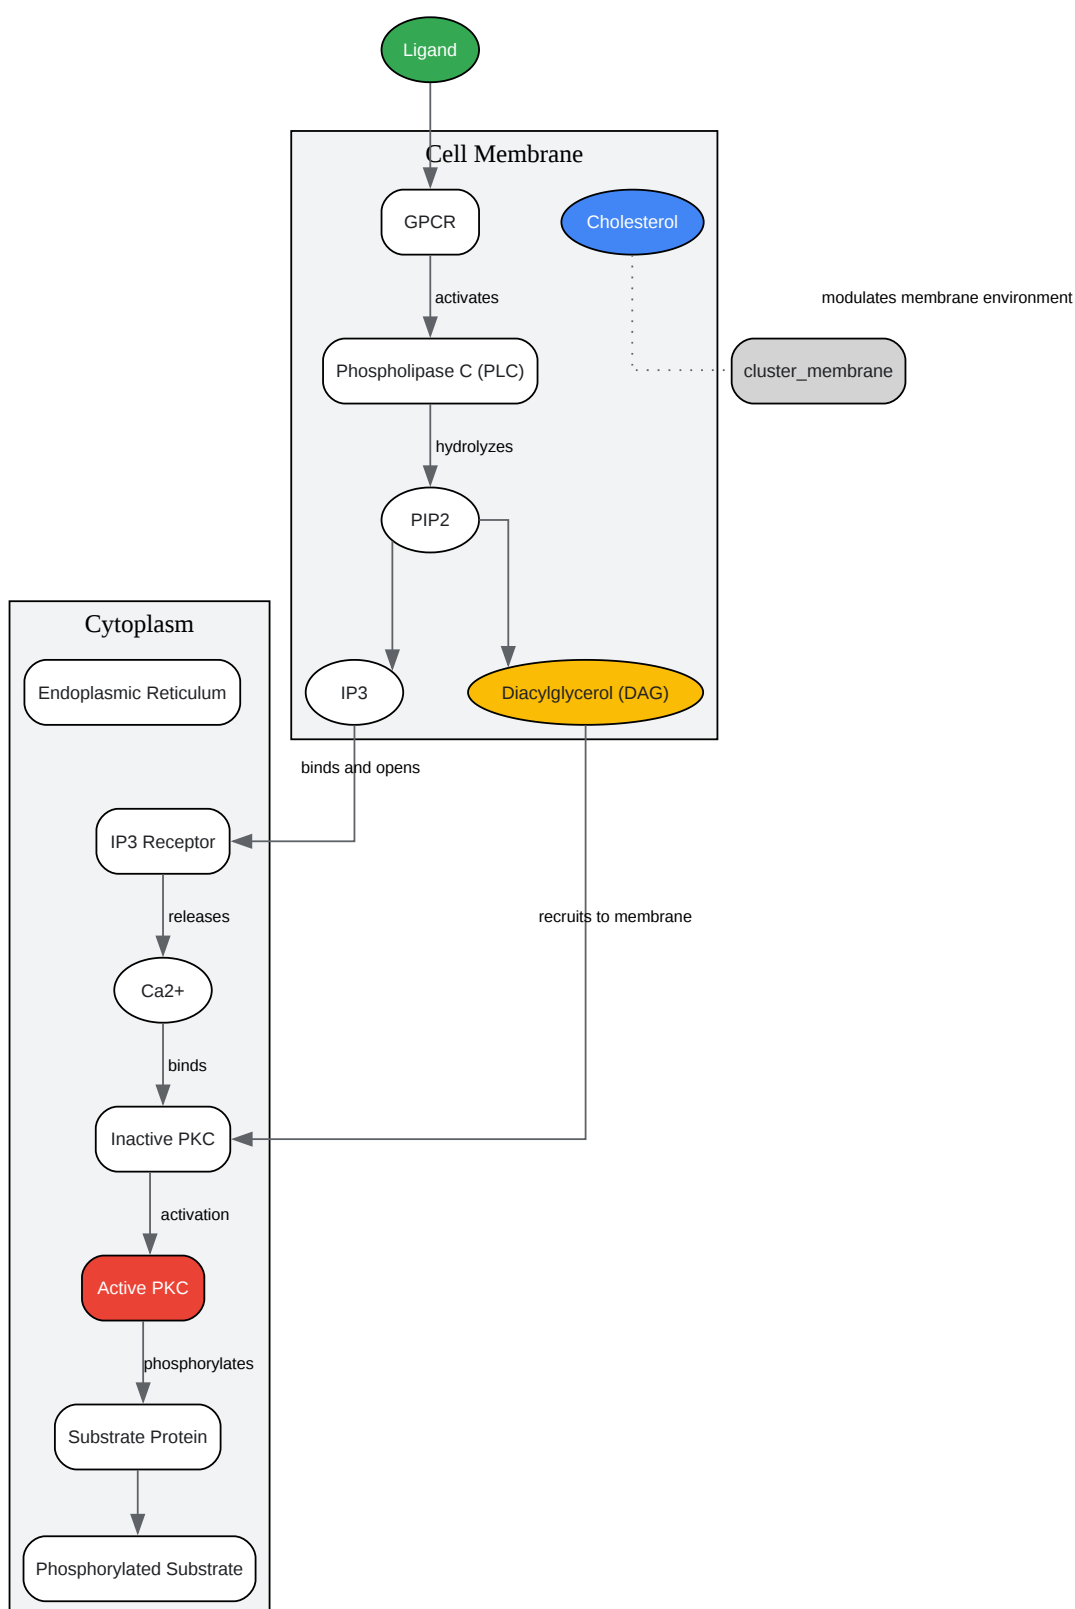 Ligand
Cell Membrane
GPCR
Cholesterol
activates
modulates membrane environment
Phospholipase C (PLC)
cluster_membrane
hydrolyzes
PIP2
Cytoplasm
Endoplasmic Reticulum
IP3
Diacylglycerol (DAG)
binds and opens
IP3 Receptor
releases
recruits to membrane
Ca2+
binds
Inactive PKC
activation
Active PKC
phosphorylates
Substrate Protein
Phosphorylated Substrate